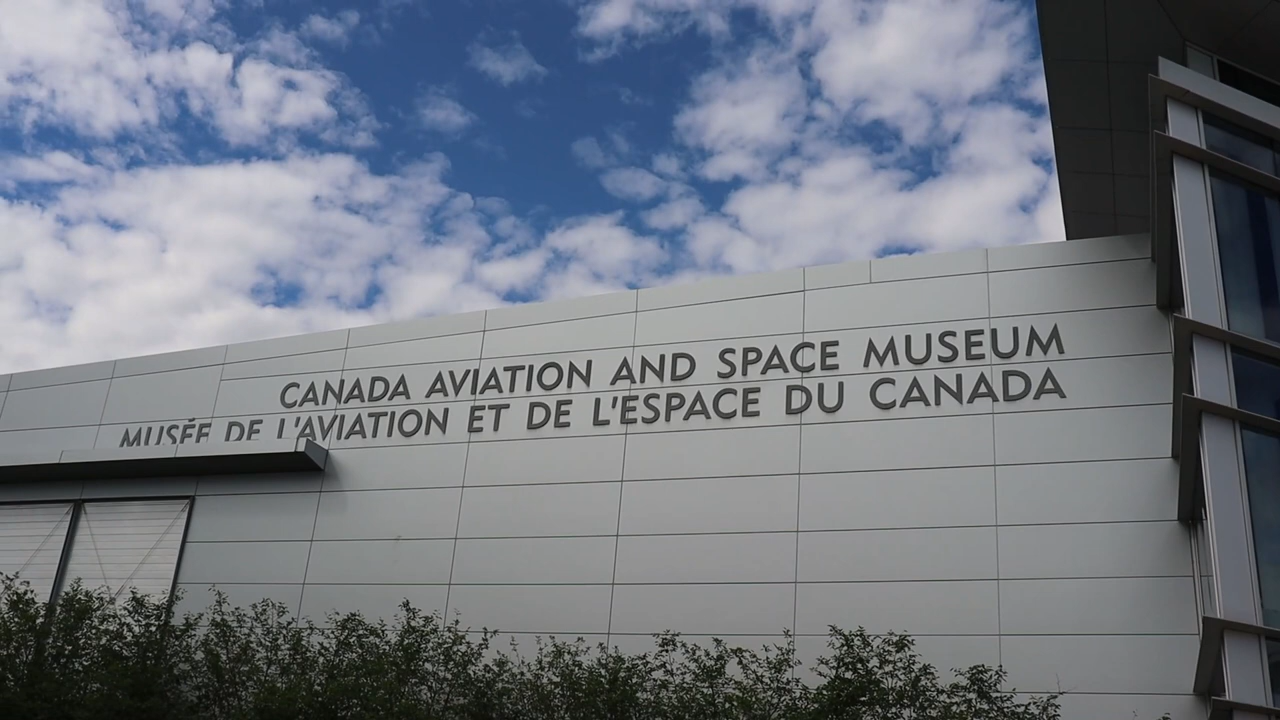 CANADA AVIATION AND SPACE MUSEUM
MUSÉE DE L'AVIATION ET DE L'ESPACE DU CANADA